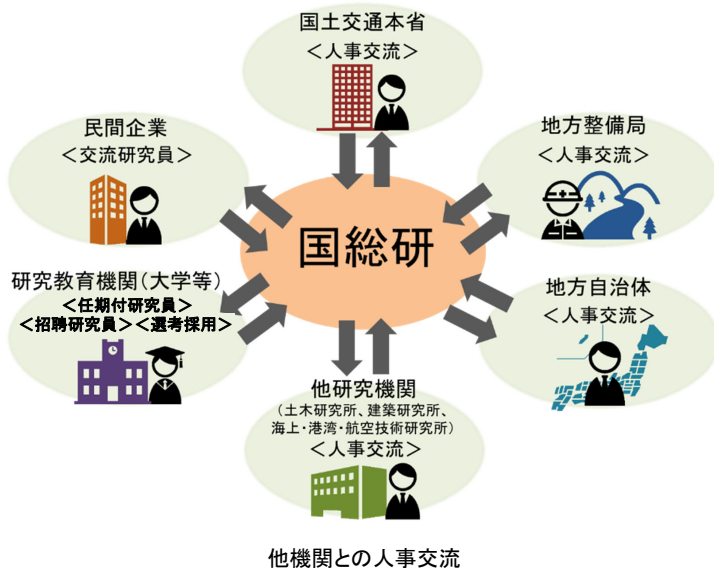 国土交通本省
＜人事交流＞
民間企業
＜交流研究員＞
地方整備局
＜人事交流＞
国総研
研究教育機関（大学等）
＜任期付研究員＞
＜招聘研究員＞＜選考採用＞
地方自治体
＜人事交流＞
他研究機関
（土木研究所、建築研究所、
海上・港湾・航空技術研究所）
＜人事交流＞
他機関との人事交流